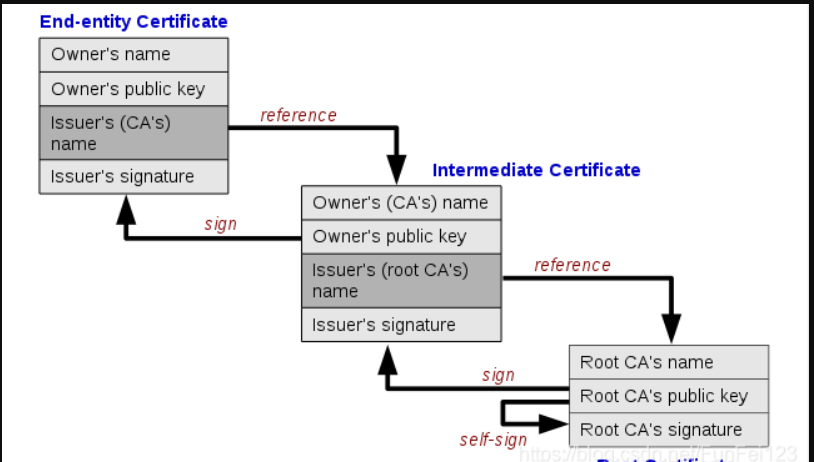 End-entity Certificate
Owner's name
Owner's public key
Issuer's (CA's)
name
Issuer's signature
reference
sign
Intermediate Certificate
Owner's (CA's) name
Owner's public key
Issuer's (root CA's)
name
Issuer's signature
reference
sign
self-sign
Root CA's name
Root CA's public key
Root CA's signature
https://blog.csdn.net/FunFei123